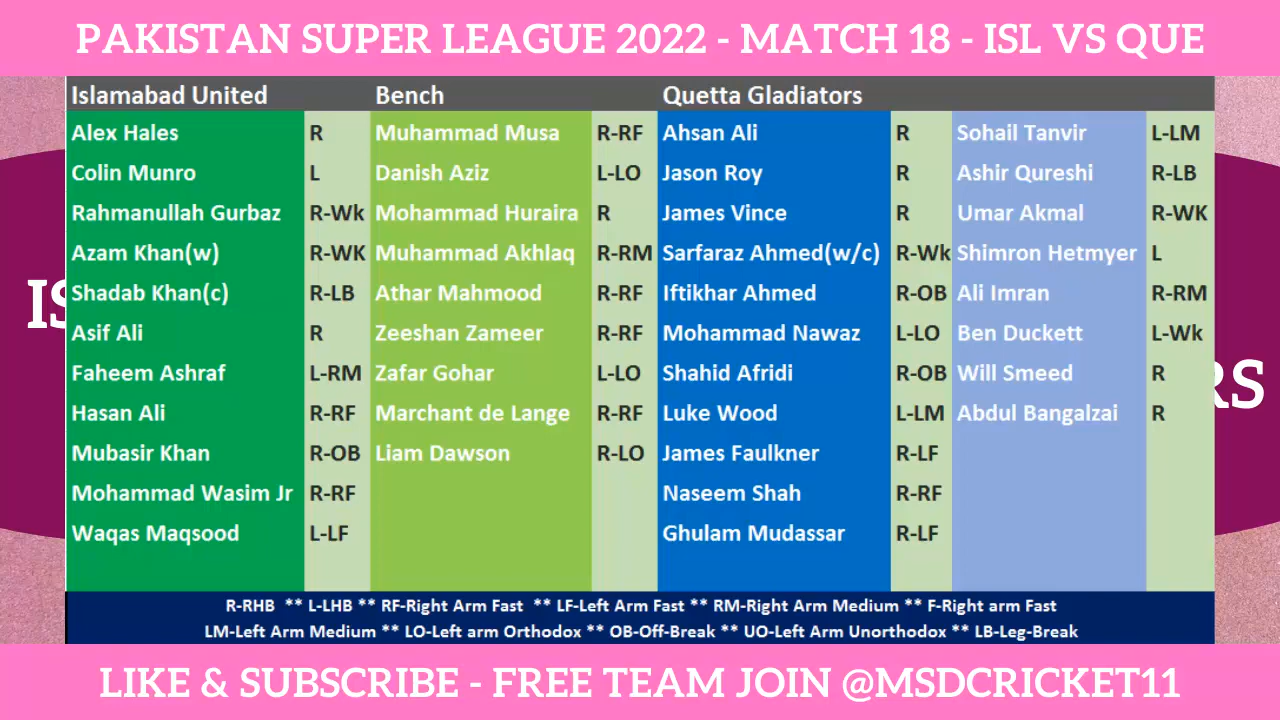 PAKISTAN SUPER LEAGUE 2022 - MATCH 18 - ISL VS QUE
Islamabad United Bench Quetta Gladiators
Alex Hales R Muhammad Musa R-RF Ahsan Ali R Sohail Tanvir L-LM
Colin Munro L Danish Aziz L-LO Jason Roy R Ashir Qureshi R-LB
Rahmanullah Gurbaz R-Wk Mohammad Huraira R James Vince R Umar Akmal R-WK
Azam Khan(w) R-WK Muhammad Akhlaq R-RM Sarfaraz Ahmed(w/c) R-Wk Shimron Hetmyer L
Shadab Khan(c) R-LB Athar Mahmood R-RF Iftikhar Ahmed R-OB Ali Imran R-RM
Asif Ali R Zeeshan Zameer R-RF Mohammad Nawaz L-LO Ben Duckett L-Wk
Faheem Ashraf L-RM Zafar Gohar L-LO Shahid Afridi R-OB Will Smeed R
Hasan Ali R-RF Marchant de Lange R-RF Luke Wood L-LM Abdul Bangalzai R
Mubasir Khan R-OB Liam Dawson R-LO James Faulkner R-LF
Mohammad Wasim Jr R-RF Naseem Shah R-RF
Waqas Maqsood L-LF Ghulam Mudassar R-LF
R-RHB ** L-LHB ** RF-Right Arm Fast ** LF-Left Arm Fast ** RM-Right Arm Medium ** F-Right arm Fast
LM-Left Arm Medium ** LO-Left arm Orthodox ** OB-Off-Break ** UO-Left Arm Unorthodox ** LB-Leg-Break
LIKE & SUBSCRIBE - FREE TEAM JOIN @MSDCRICKET11